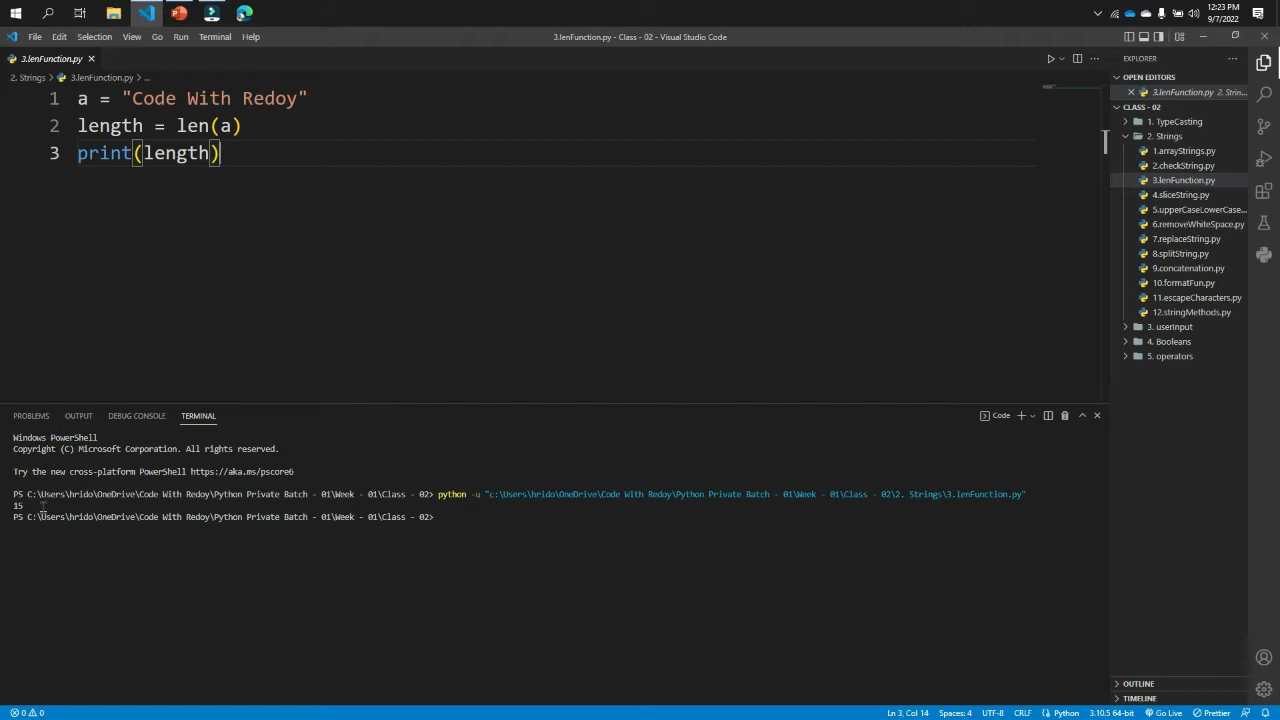 12:23 PM
9/7/2022
File Edit Selection View Go Run Terminal Help
3.lenFunction.py - Class - 02 - Visual Studio Code
3.lenFunction.py
2. Strings > 3.lenFunction.py > ...
1 a = "Code With Redoy"
2 length = len(a)
3 print(length)
EXPLORER
OPEN EDITORS
3.lenFunction.py 2. Strin...
CLASS - 02
1. TypeCasting
2. Strings
1.arrayStrings.py
2.checkString.py
3.lenFunction.py
4.sliceString.py
5.upperCaseLowerCase...
6.removeWhiteSpace.py
7.replaceString.py
8.splitString.py
9.concatenation.py
10.formatFun.py
11.escapeCharacters.py
12.stringMethods.py
3. userInput
4. Booleans
5. operators
OUTLINE
TIMELINE
PROBLEMS OUTPUT DEBUG CONSOLE TERMINAL
Code
Windows PowerShell
Copyright (C) Microsoft Corporation. All rights reserved.
Try the new cross-platform PowerShell https://aka.ms/pscore6
PS C:\Users\hrido\OneDrive\Code With Redoy\Python Private Batch - 01\Week - 01\Class - 02> python -u "c:\Users\hrido\OneDrive\Code With Redoy\Python Private Batch - 01\Week - 01\Class - 02\2. Strings\3.lenFunction.py"
15
PS C:\Users\hrido\OneDrive\Code With Redoy\Python Private Batch - 01\Week - 01\Class - 02>
0 0 Ln 3, Col 14 Spaces: 4 UTF-8 CRLF Python 3.10.5 64-bit Go Live Prettier